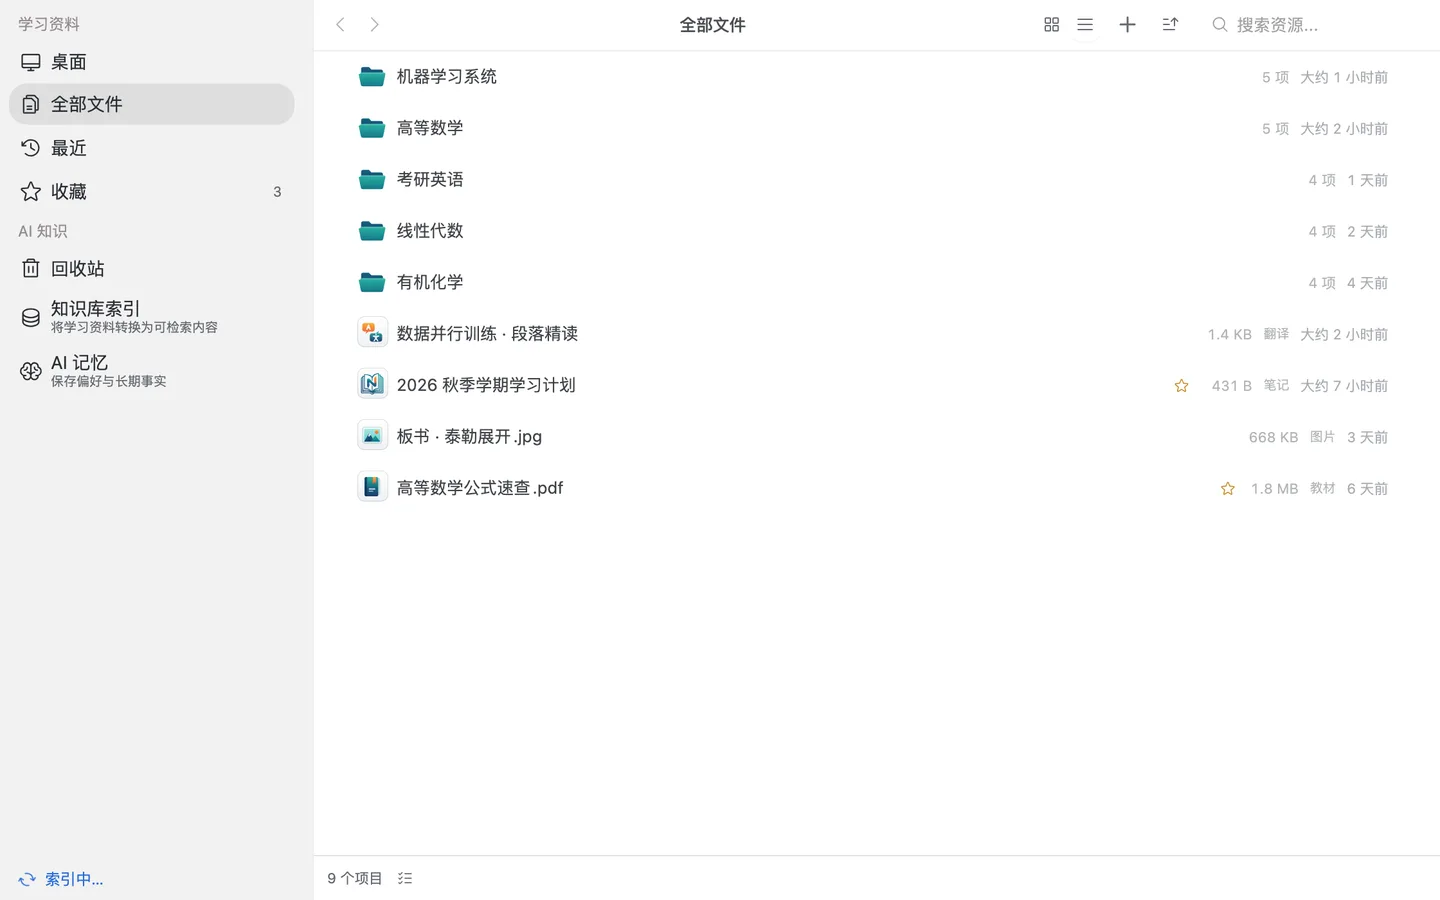 学习资料
桌面
全部文件
最近
收藏 3
AI 知识
回收站
知识库索引
将学习资料转换为可检索内容
AI 记忆
保存偏好与长期事实
索引中...
全部文件
搜索资源...
机器学习系统 5 项 大约 1 小时前
高等数学 5 项 大约 2 小时前
考研英语 4 项 1 天前
线性代数 4 项 2 天前
有机化学 4 项 4 天前
数据并行训练 · 段落精读 1.4 KB 翻译 大约 2 小时前
2026 秋季学期学习计划 431 B 笔记 大约 7 小时前
板书 · 泰勒展开.jpg 668 KB 图片 3 天前
高等数学公式速查.pdf 1.8 MB 教材 6 天前
9 个项目